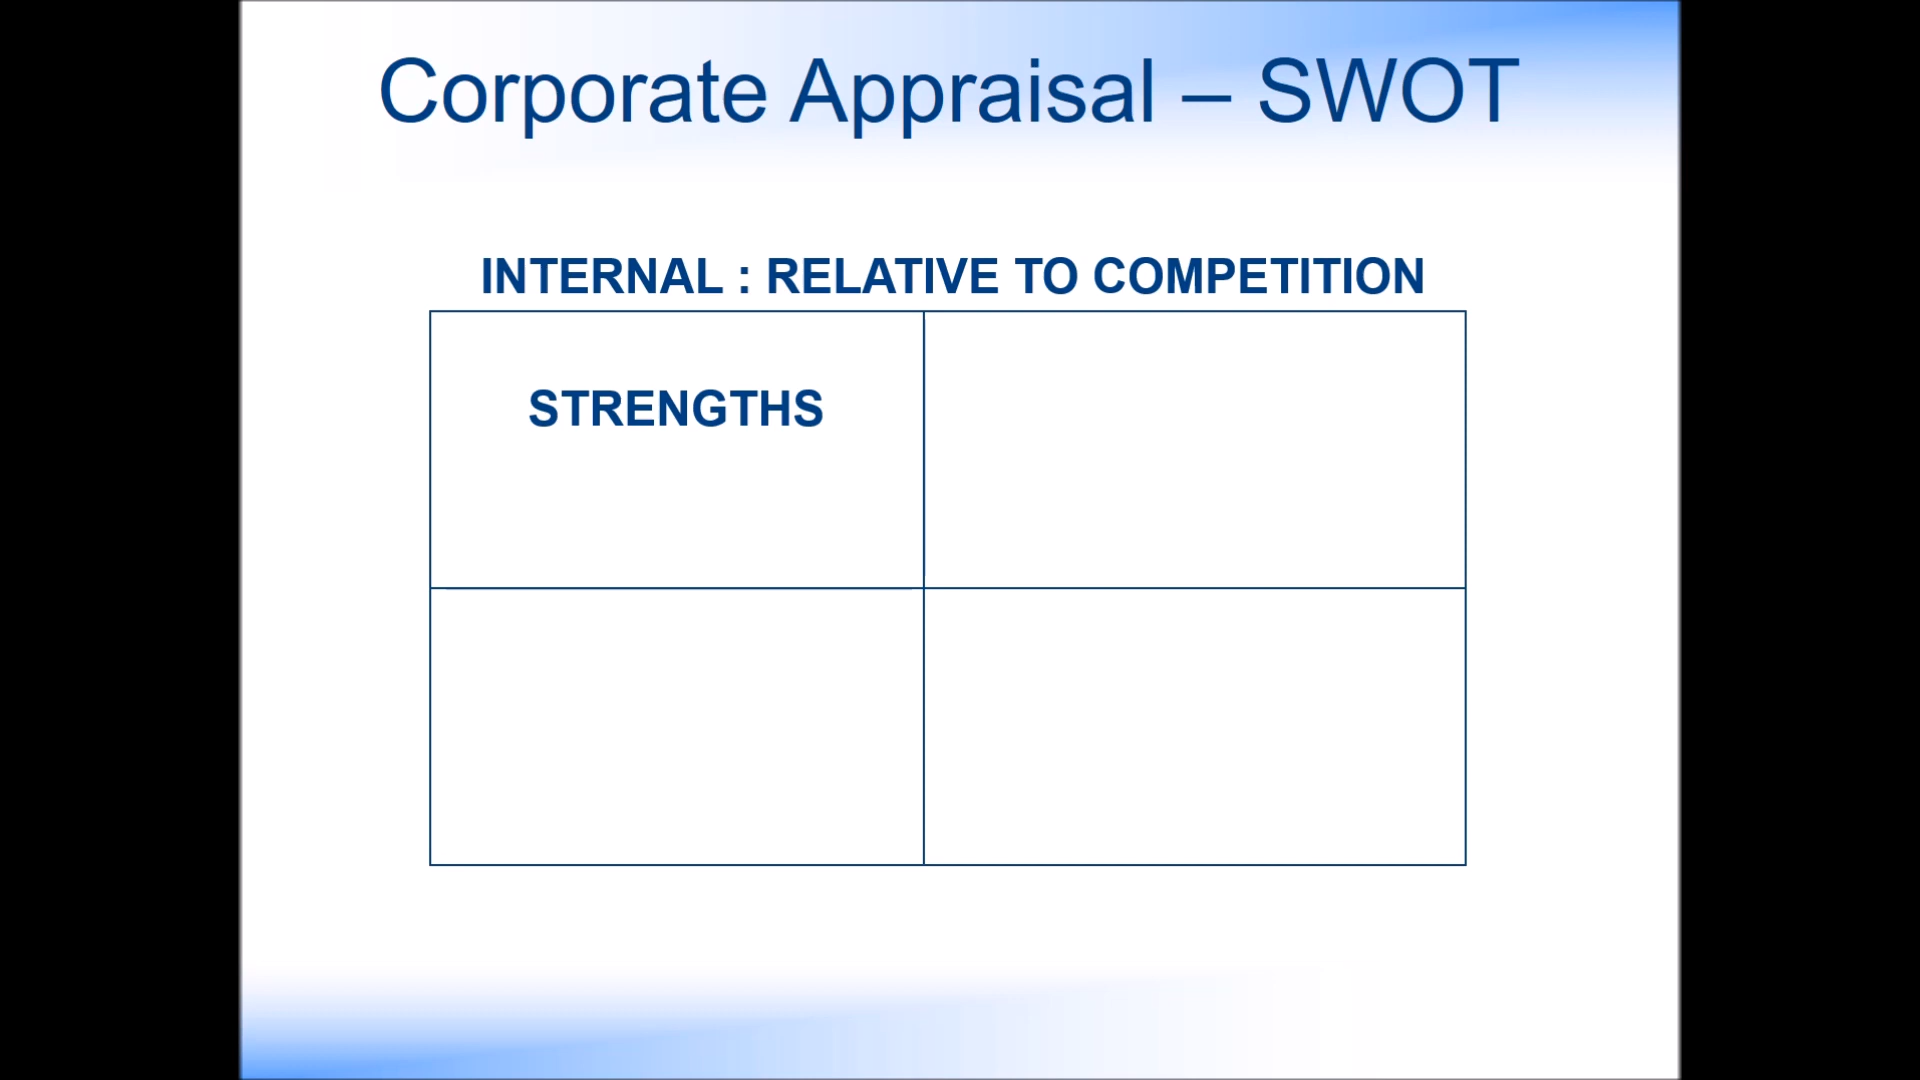 Corporate Appraisal – SWOT
INTERNAL : RELATIVE TO COMPETITION
STRENGTHS